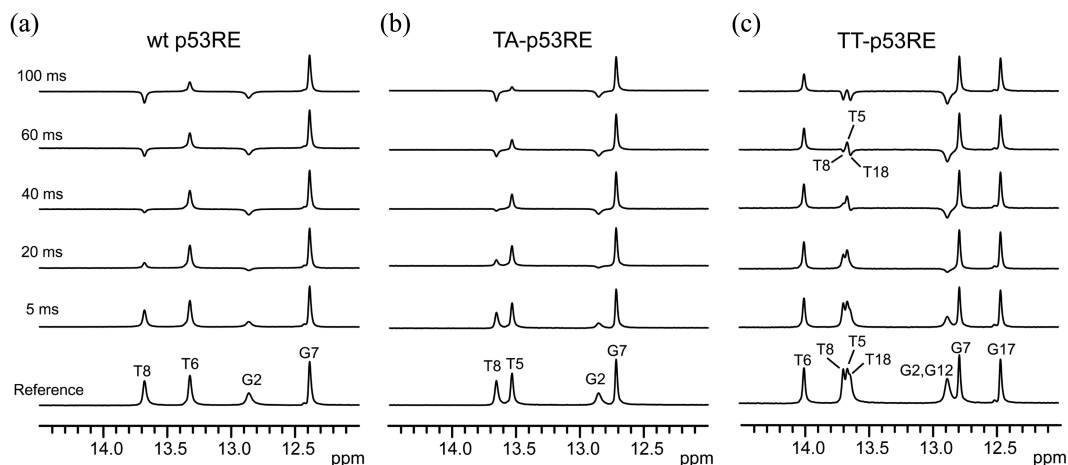 (a)
wt p53RE
100 ms
60 ms
40 ms
20 ms
5 ms
Reference
T8
T6
G2
G7
14.0
13.5
13.0
12.5
ppm
(b)
TA-p53RE
T8
T5
G2
G7
14.0
13.5
13.0
12.5
ppm
(c)
TT-p53RE
T5
T8
T18
T6
T8
T5
T18
G2,G12
G7
G17
14.0
13.5
13.0
12.5
ppm